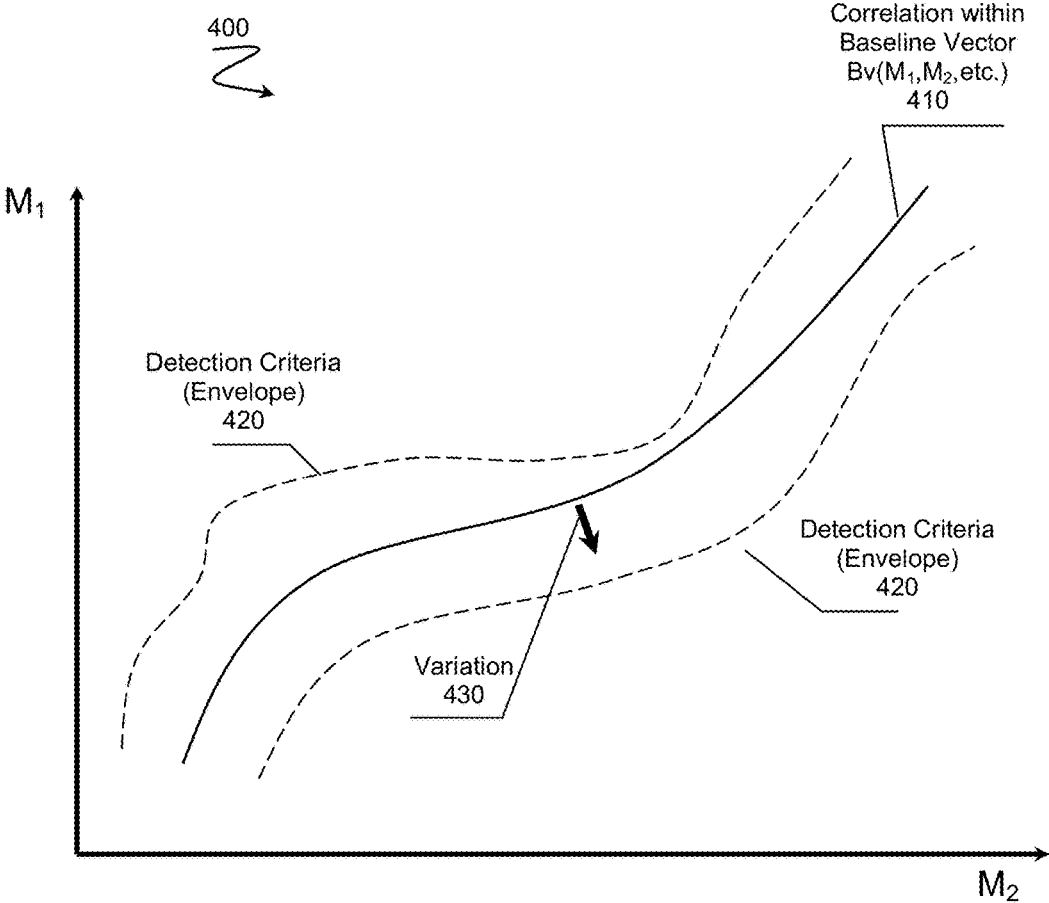 400
Correlation within
Baseline Vector
Bv(M₁,M₂,etc.)
410
M₁
Detection Criteria
(Envelope)
420
Detection Criteria
(Envelope)
420
Variation
430
M₂